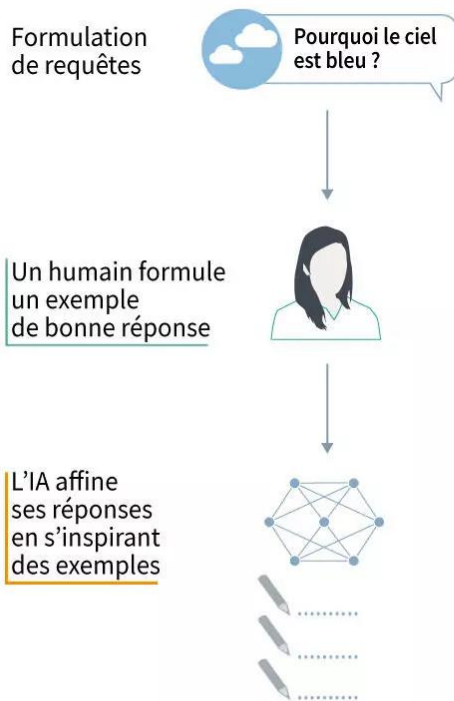 Formulation
de requêtes
Pourquoi le ciel
est bleu ?
Un humain formule
un exemple
de bonne réponse
L’IA affine
ses réponses
en s’inspirant
des exemples